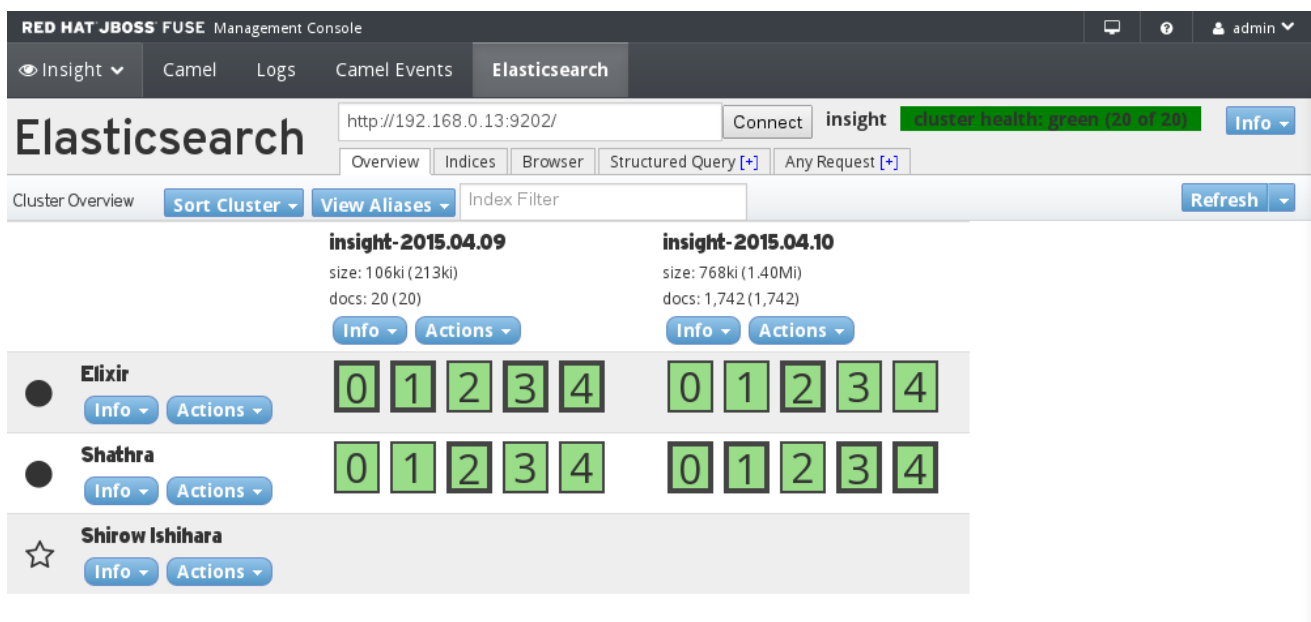 RED HAT JBOSS FUSE Management Console admin
Insight Camel Logs Camel Events Elasticsearch
Elasticsearch http://192.168.0.13:9202/ Connect insight cluster health: green (20 of 20) Info
Overview Indices Browser Structured Query [+] Any Request [+]
Cluster Overview Sort Cluster View Aliases Index Filter Refresh
insight-2015.04.09 insight-2015.04.10
size: 106ki (213ki) size: 768ki (1.40Mi)
docs: 20 (20) docs: 1,742 (1,742)
Info Actions Info Actions
Elixir
Info Actions
0 1 2 3 4 0 1 2 3 4
Shathra
Info Actions
0 1 2 3 4 0 1 2 3 4
Shirow Ishihara
Info Actions